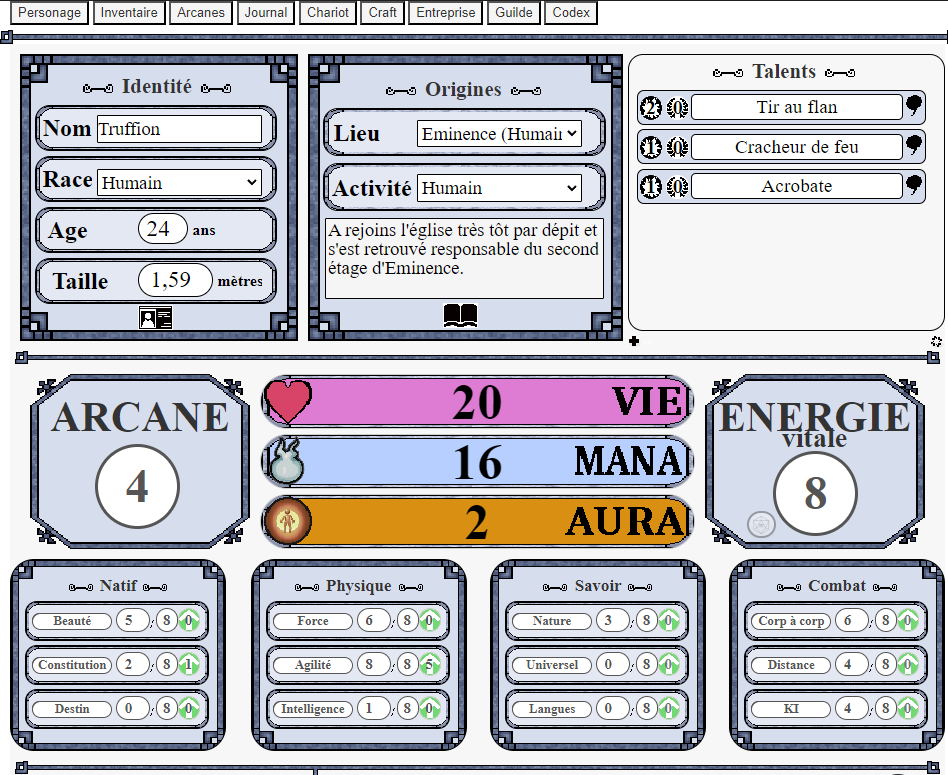 Personage Inventaire Arcanes Journal Chariot Craft Entreprise Guilde Codex
Identité
Nom Truffion
Race Humain
Age 24 ans
Taille 1,59 mètres
Origines
Lieu Eminence (Humain
Activité Humain
A rejoins l'église très tôt par dépit et
s'est retrouvé responsable du second
étage d'Eminence.
Talents
2 0 Tir au flan
1 0 Cracheur de feu
1 0 Acrobate
ARCANE
4
20 VIE
16 MANA
2 AURA
ENERGIE
vitale
8
Natif
Beauté 5 , 8 0
Constitution 2 , 8 1
Destin 0 , 8 0
Physique
Force 6 , 8 0
Agilité 8 , 8 5
Intelligence 1 , 8 0
Savoir
Nature 3 , 8 0
Universel 0 , 8 0
Langues 0 , 8 0
Combat
Corp à corp 6 , 8 0
Distance 4 , 8 0
KI 4 , 8 0